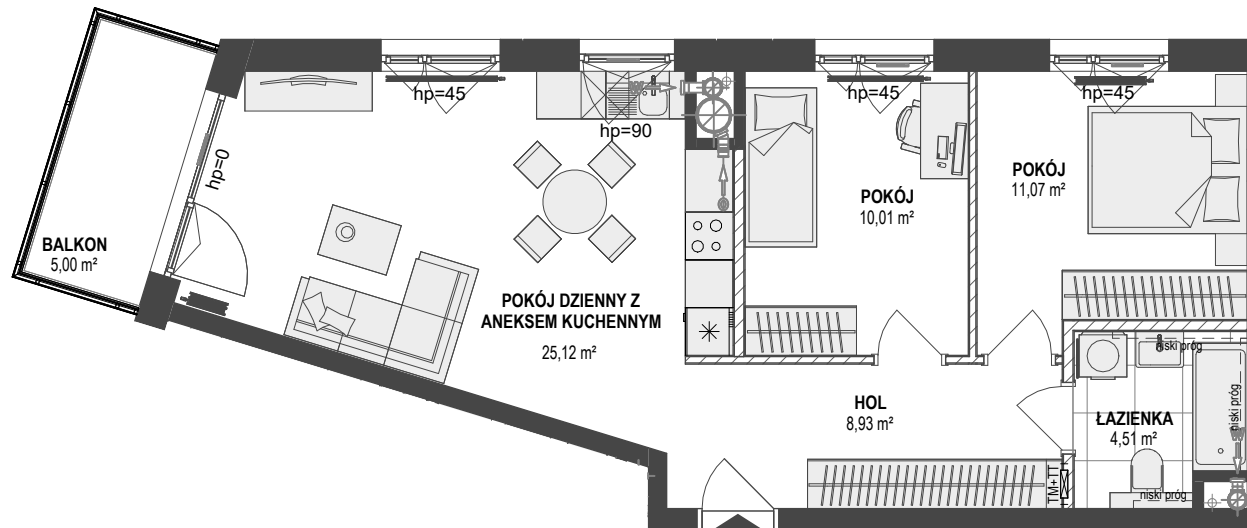 hp=45
hp=90
hp=45
hp=45
hp=0
BALKON
5,00 m²
POKÓJ DZIENNY Z
ANEKSEM KUCHENNYM
25,12 m²
POKÓJ
10,01 m²
POKÓJ
11,07 m²
HOL
8,93 m²
ŁAZIENKA
4,51 m²
niski próg
niski próg
niski próg
TM+TT
W
W